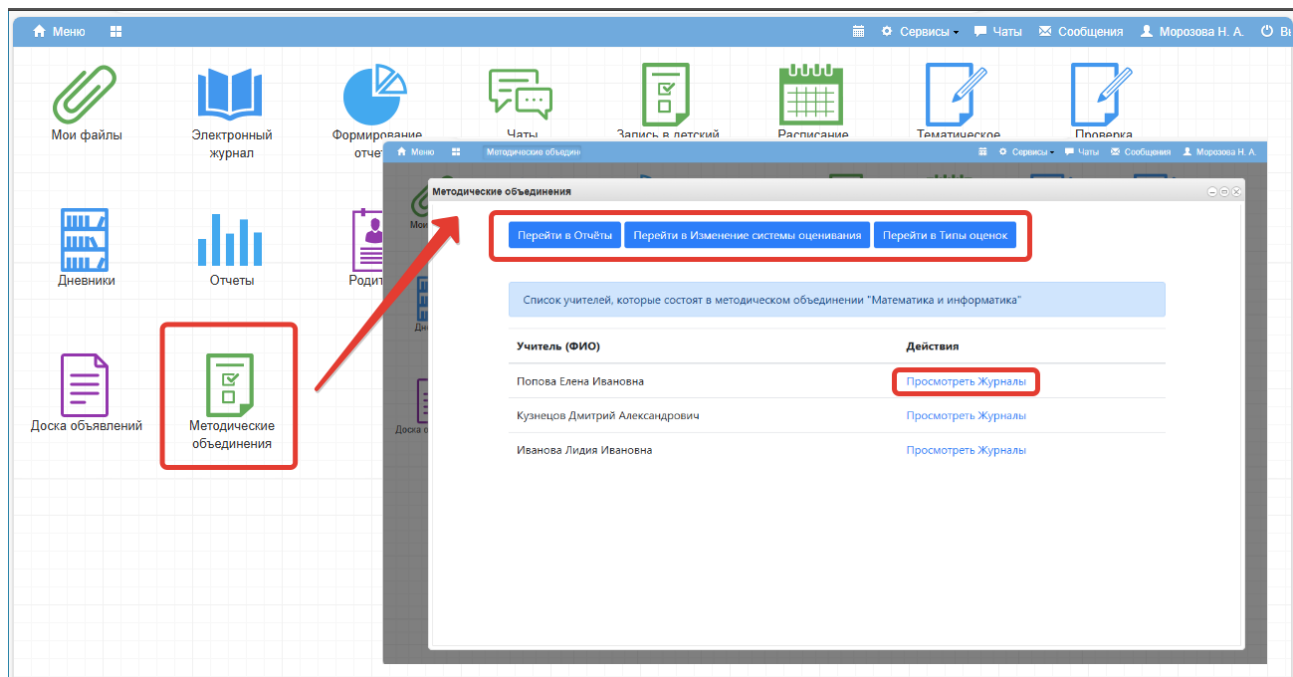 Меню
Сервисы
Чаты
Сообщения
Морозова Н. А.
Мои файлы
Электронный
журнал
Формирование
Чаты
Запись в детский
Расписание
Тематическое
Проверка
Дневники
Отчеты
Доска объявлений
Методические
объединения
Меню
Методические объедин
Сервисы
Чаты
Сообщения
Морозова Н. А.
Методические объединения
Перейти в Отчёты
Перейти в Изменение системы оценивания
Перейти в Типы оценок
Список учителей, которые состоят в методическом объединении "Математика и информатика"
Учитель (ФИО)
Действия
Попова Елена Ивановна
Просмотреть Журналы
Кузнецов Дмитрий Александрович
Просмотреть Журналы
Иванова Лидия Ивановна
Просмотреть Журналы